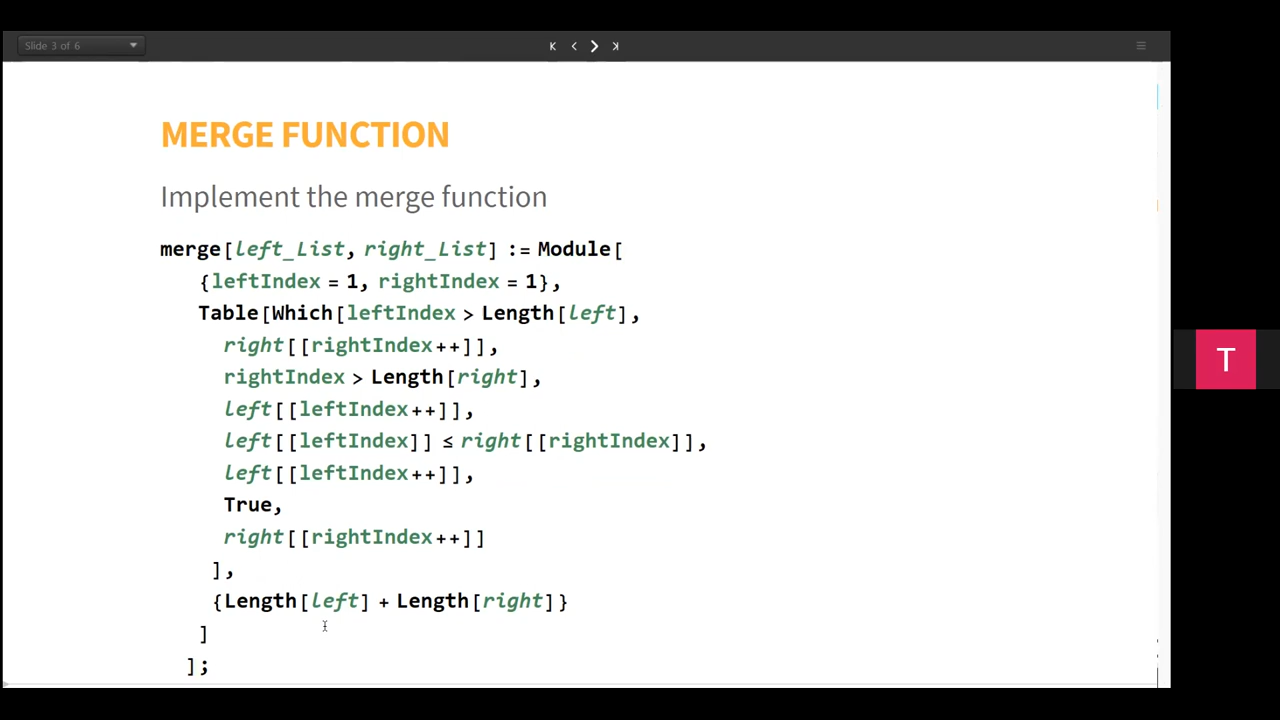 Slide 3 of 6
MERGE FUNCTION
Implement the merge function
merge[left_List, right_List] := Module[
{leftIndex = 1, rightIndex = 1},
Table[Which[leftIndex > Length[left],
right[[rightIndex++]],
rightIndex > Length[right],
left[[leftIndex++]],
left[[leftIndex]] ≤ right[[rightIndex]],
left[[leftIndex++]],
True,
right[[rightIndex++]]
],
{Length[left] + Length[right]}
]
];
T